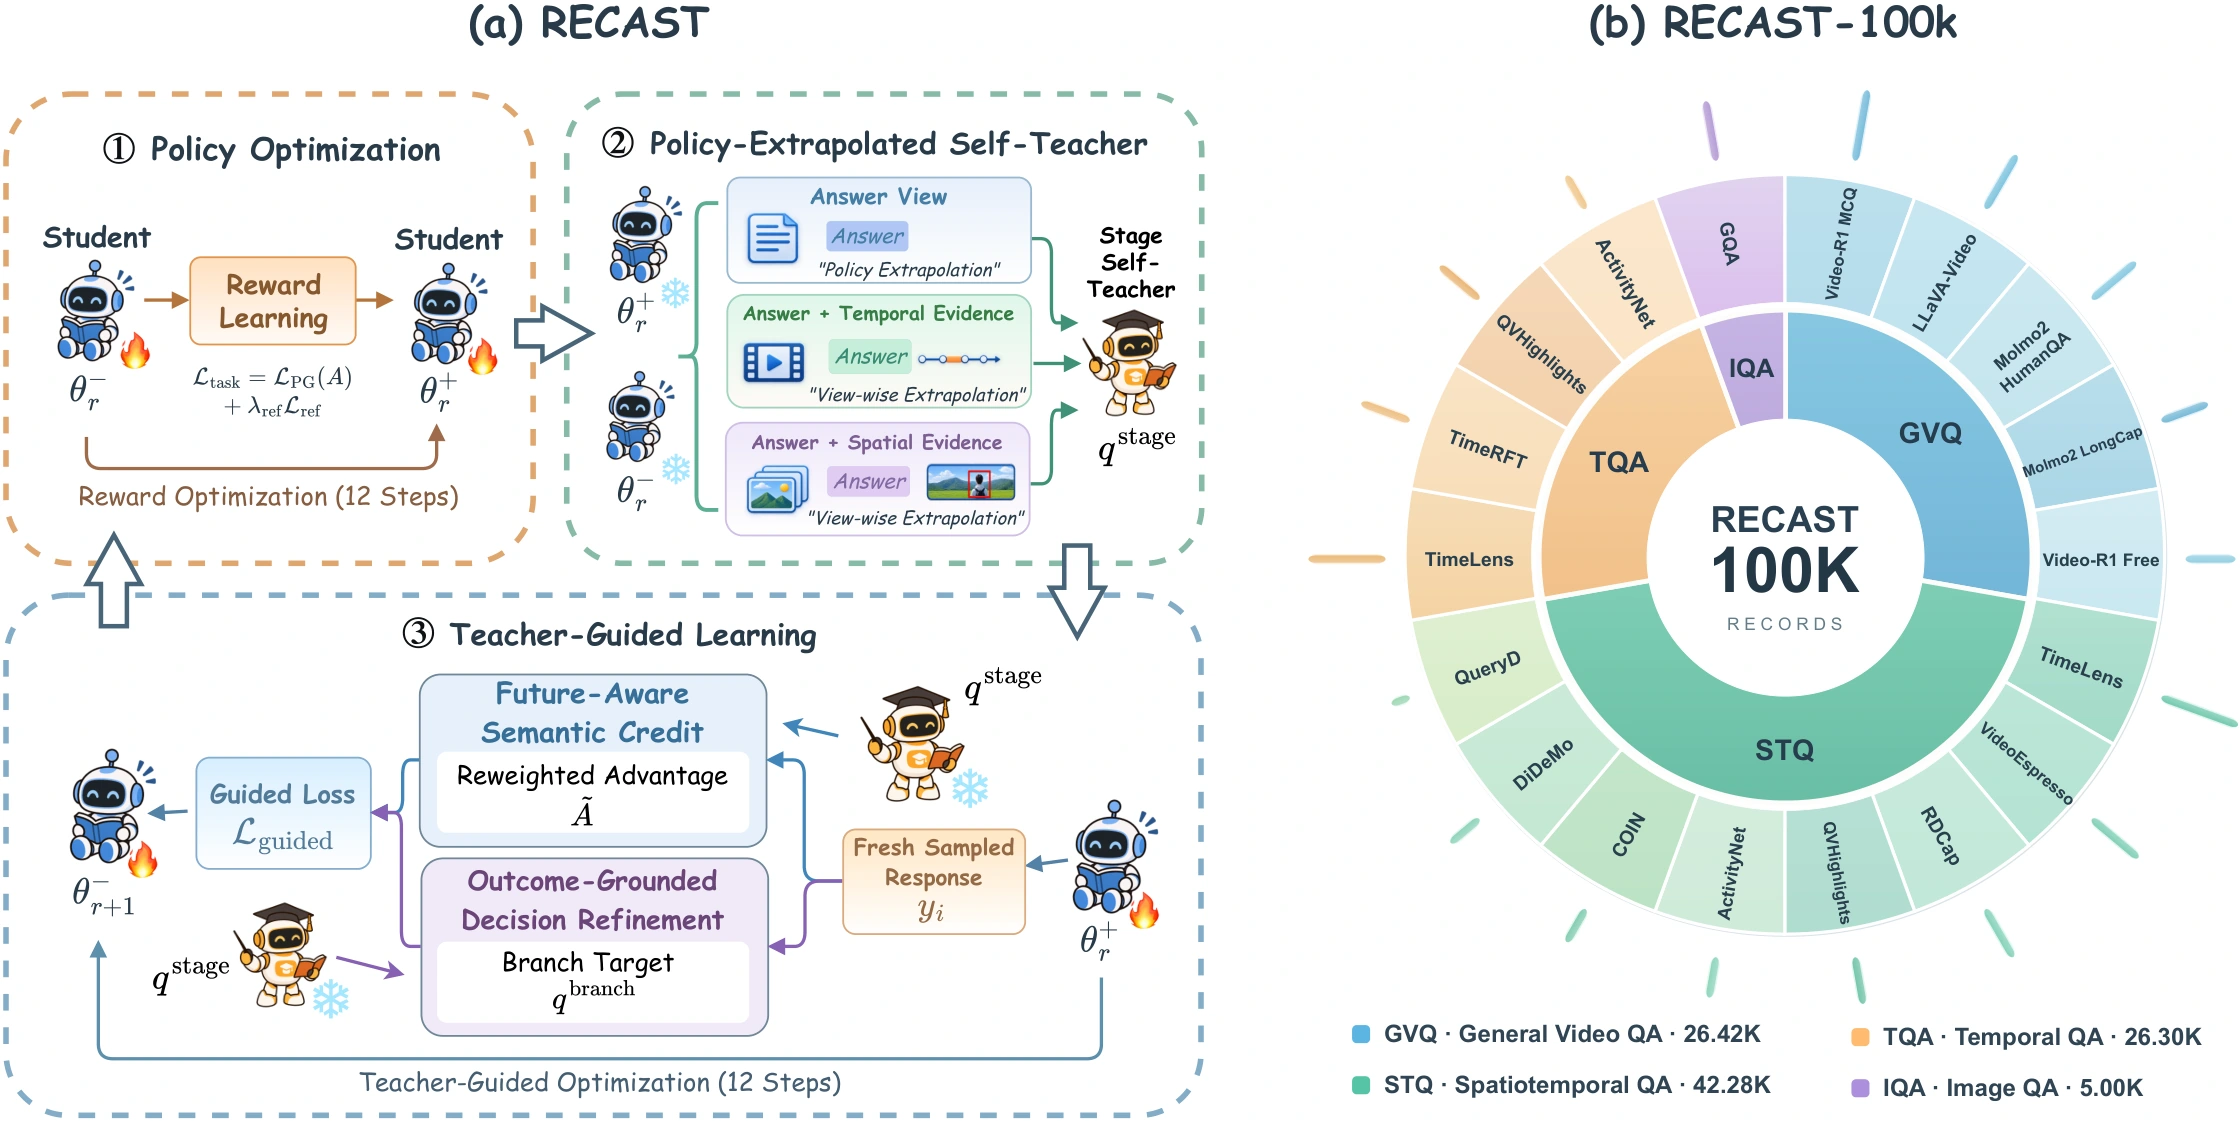 (a) RECAST
① Policy Optimization
Student
θ_r^-
Reward
Learning
ℒ_task = ℒ_PG(A)
+ λ_ref ℒ_ref
Student
θ_r^+
Reward Optimization (12 Steps)
② Policy-Extrapolated Self-Teacher
θ_r^+
θ_r^-
Answer View
Answer
"Policy Extrapolation"
Answer + Temporal Evidence
Answer
"View-wise Extrapolation"
Answer + Spatial Evidence
Answer
"View-wise Extrapolation"
Stage
Self-
Teacher
q^stage
③ Teacher-Guided Learning
Future-Aware
Semantic Credit
Reweighted Advantage
Ã
q^stage
Guided Loss
ℒ_guided
θ_{r+1}^-
Outcome-Grounded
Decision Refinement
Branch Target
q^branch
q^stage
Fresh Sampled
Response
y_i
θ_r^+
Teacher-Guided Optimization (12 Steps)
(b) RECAST-100k
Video-R1 MCQ
LLaVA-Video
Molmo2
HumanQA
Molmo2 LongCap
Video-R1 Free
TimeLens
VideoEspresso
RDCap
QVHighlights
ActivityNet
COIN
DiDeMo
QueryD
TimeLens
TimeRFT
QVHighlights
ActivityNet
GQA
IQA
GVQ
TQA
STQ
RECAST
100K
RECORDS
GVQ · General Video QA · 26.42K
TQA · Temporal QA · 26.30K
STQ · Spatiotemporal QA · 42.28K
IQA · Image QA · 5.00K